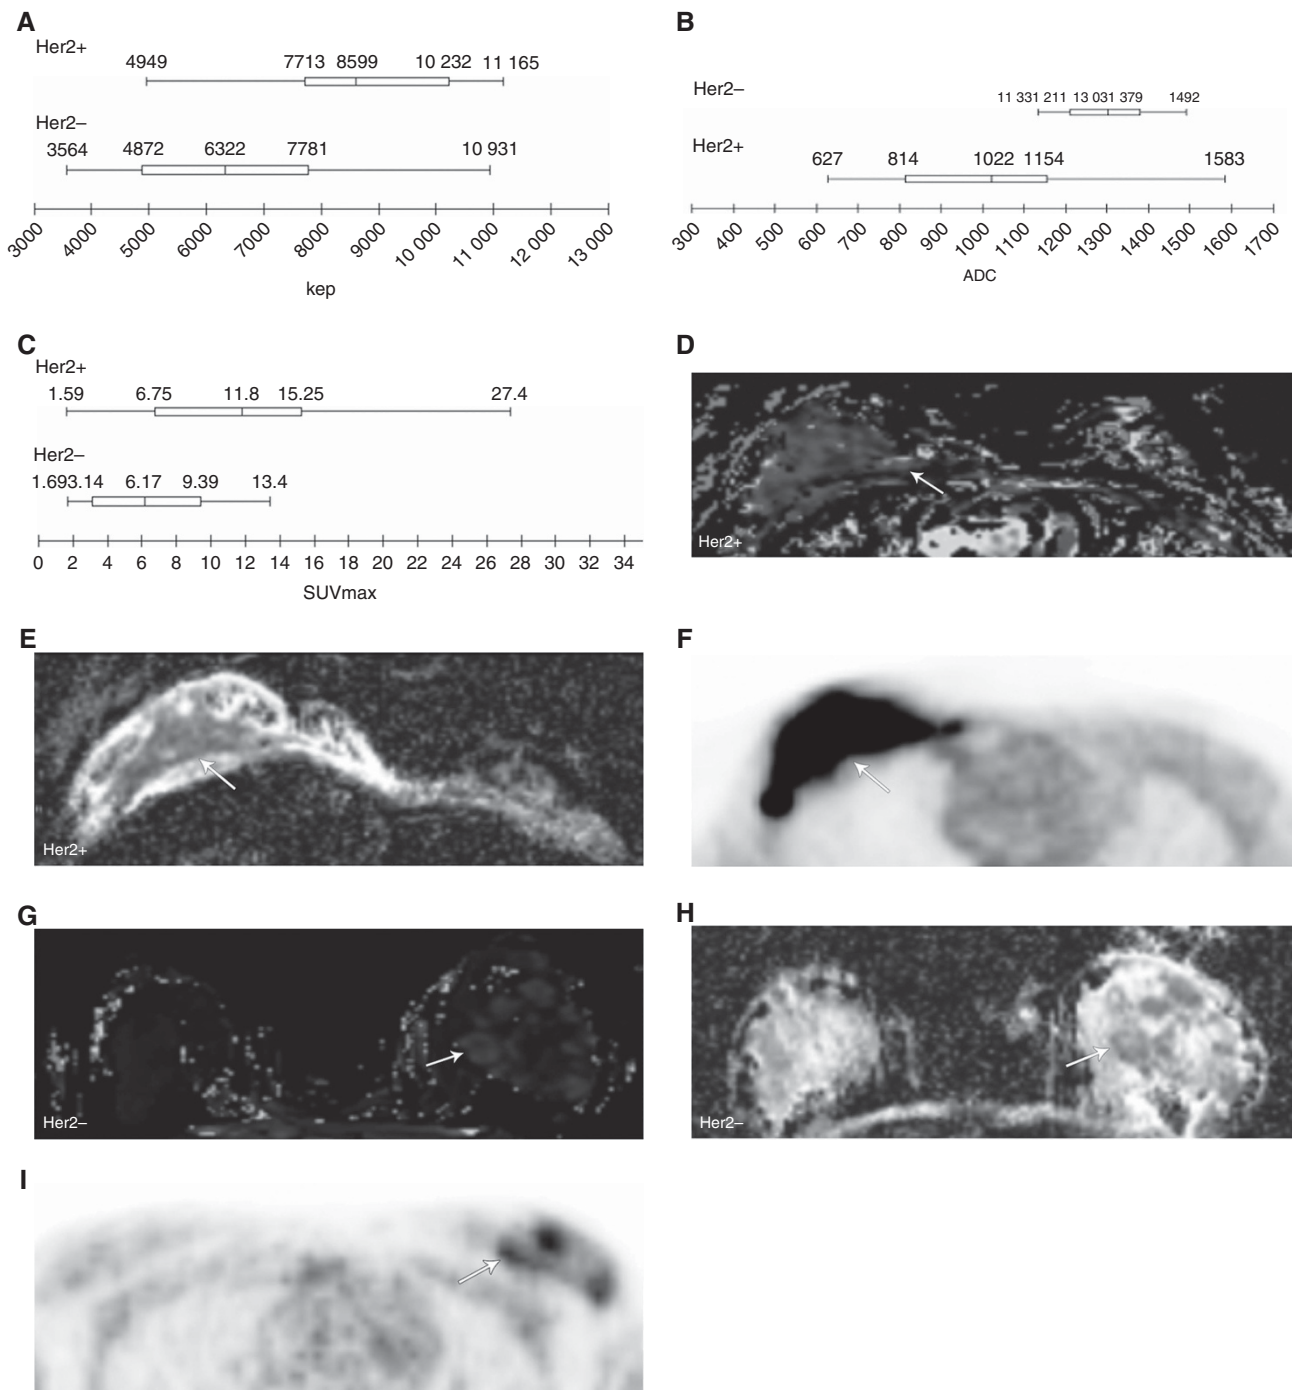 A
Her2+
4949 7713 8599 10 232 11 165
Her2–
3564 4872 6322 7781 10 931
3000 4000 5000 6000 7000 8000 9000 10 000 11 000 12 000 13 000
kep
B
Her2–
11 331 211 13 031 379 1492
Her2+
627 814 1022 1154 1583
300 400 500 600 700 800 900 1000 1100 1200 1300 1400 1500 1600 1700
ADC
C
Her2+
1.59 6.75 11.8 15.25 27.4
Her2–
1.693.14 6.17 9.39 13.4
0 2 4 6 8 10 12 14 16 18 20 22 24 26 28 30 32 34
SUVmax
D
Her2+
E
Her2+
F
G
Her2–
H
Her2–
I